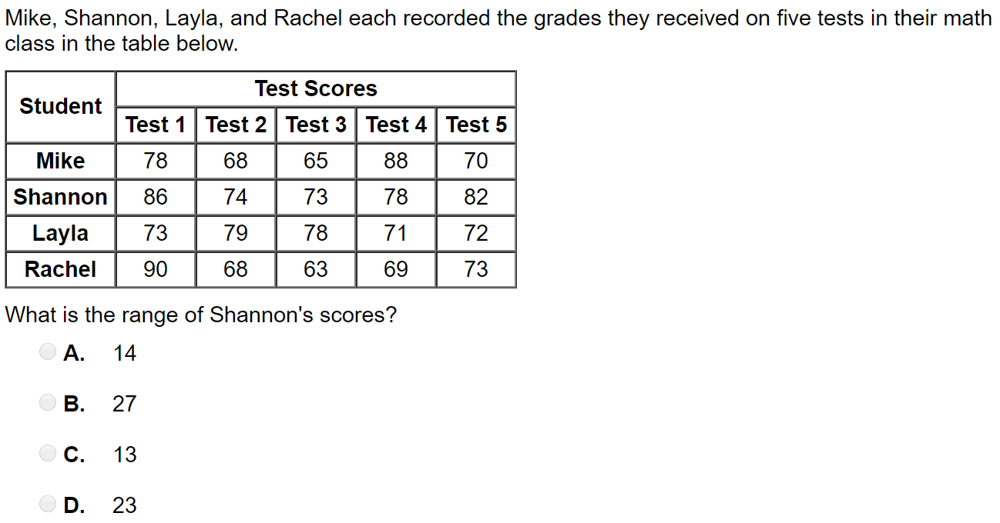 Mike, Shannon, Layla, and Rachel each recorded the grades they received on five tests in their math
class in the table below.
Student Test Scores
Test 1 Test 2 Test 3 Test 4 Test 5
Mike 78 68 65 88 70
Shannon 86 74 73 78 82
Layla 73 79 78 71 72
Rachel 90 68 63 69 73
What is the range of Shannon's scores?
A. 14
B. 27
C. 13
D. 23